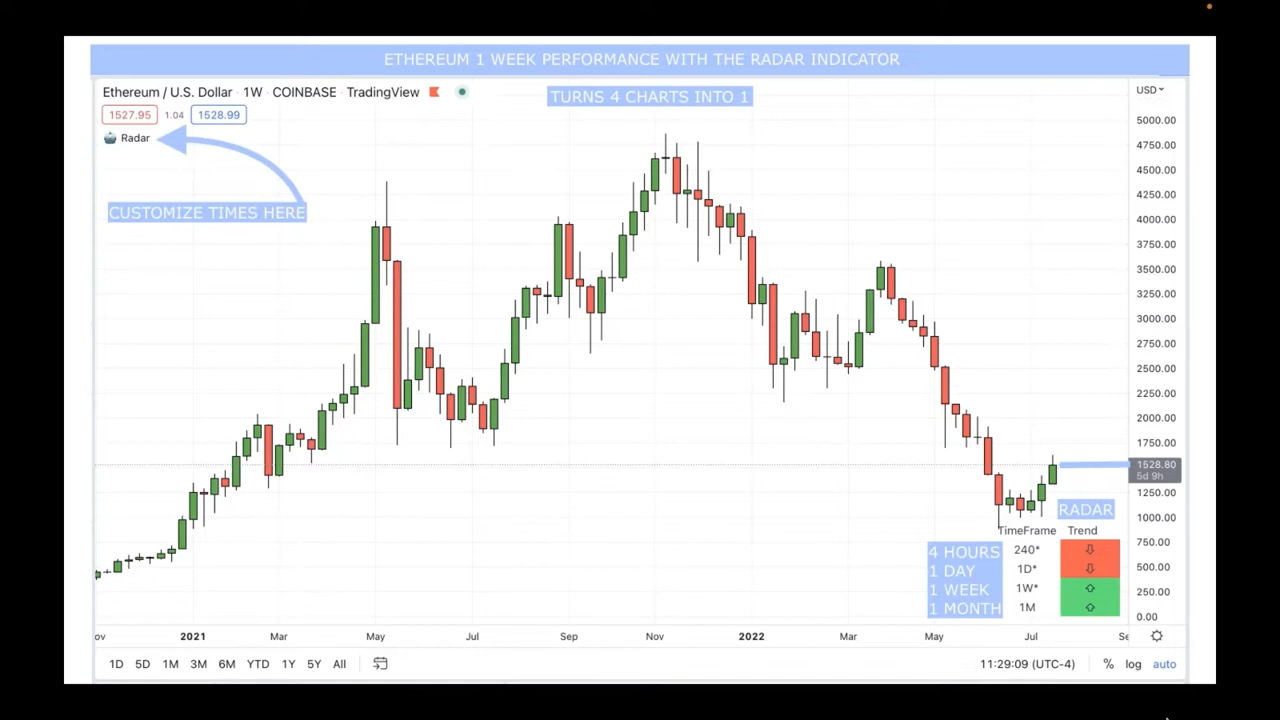 ETHEREUM 1 WEEK PERFORMANCE WITH THE RADAR INDICATOR
Ethereum / U.S. Dollar · 1W · COINBASE · TradingView
TURNS 4 CHARTS INTO 1
USD
1527.95 1.04 1528.99
Radar
CUSTOMIZE TIMES HERE
5000.00
4750.00
4500.00
4250.00
4000.00
3750.00
3500.00
3250.00
3000.00
2750.00
2500.00
2250.00
2000.00
1750.00
1528.80
5d 9h
1250.00
1000.00
750.00
500.00
250.00
0.00
RADAR
TimeFrame Trend
4 HOURS 240*
1 DAY 1D*
1 WEEK 1W*
1 MONTH 1M
ov 2021 Mar May Jul Sep Nov 2022 Mar May Jul Se
1D 5D 1M 3M 6M YTD 1Y 5Y All 11:29:09 (UTC-4) % log auto